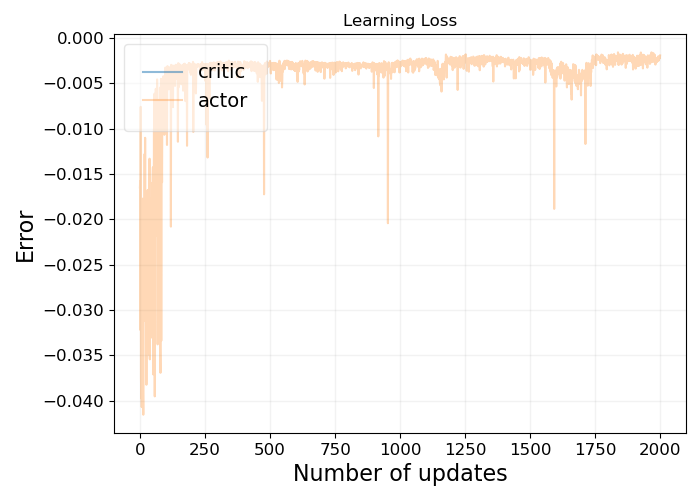 Learning Loss
critic
actor
Error
0.000
−0.005
−0.010
−0.015
−0.020
−0.025
−0.030
−0.035
−0.040
0 250 500 750 1000 1250 1500 1750 2000
Number of updates